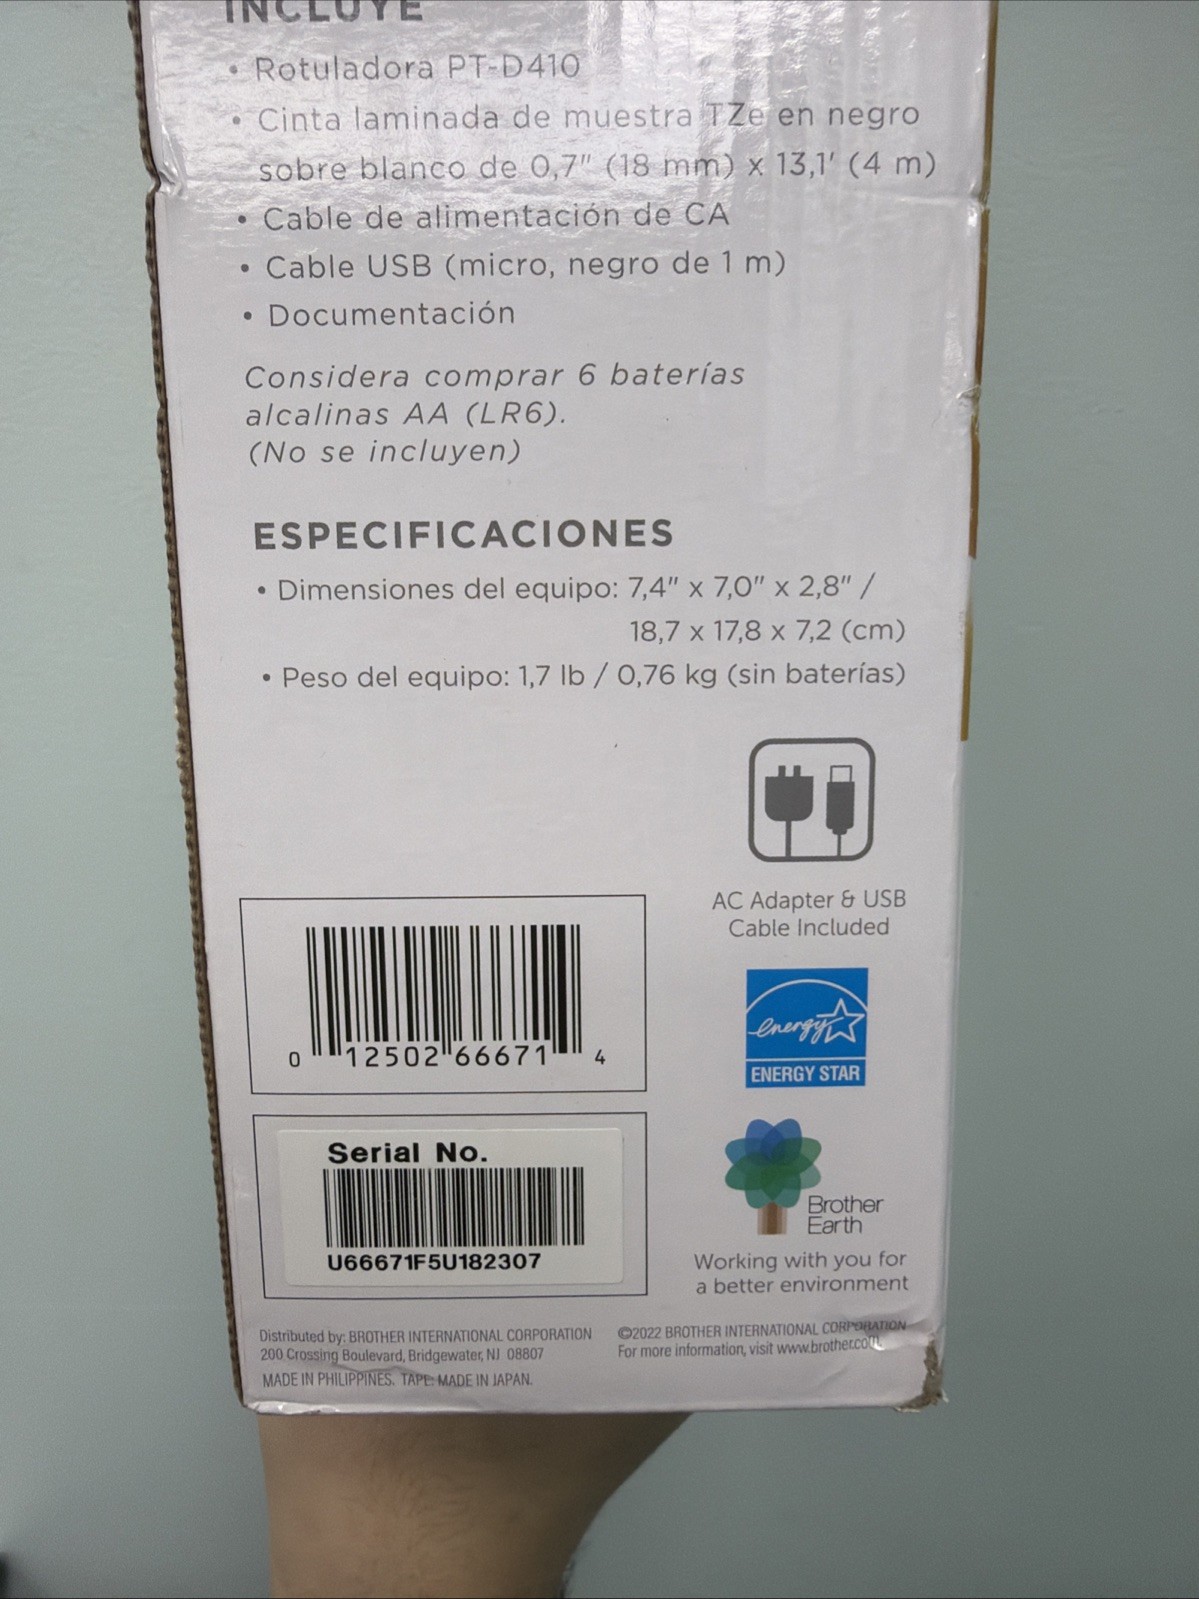 INCLUYE
• Rotuladora PT-D410
• Cinta laminada de muestra TZe en negro
sobre blanco de 0,7" (18 mm) x 13,1' (4 m)
• Cable de alimentación de CA
• Cable USB (micro, negro de 1 m)
• Documentación
Considera comprar 6 baterías
alcalinas AA (LR6).
(No se incluyen)
ESPECIFICACIONES
• Dimensiones del equipo: 7,4" x 7,0" x 2,8" /
18,7 x 17,8 x 7,2 (cm)
• Peso del equipo: 1,7 lb / 0,76 kg (sin baterías)
AC Adapter & USB
Cable Included
0 12502 66671 4
energy
ENERGY STAR
Serial No.
U66671F5U182307
Brother
Earth
Working with you for
a better environment
Distributed by: BROTHER INTERNATIONAL CORPORATION
200 Crossing Boulevard, Bridgewater, NJ 08807
MADE IN PHILIPPINES. TAPE: MADE IN JAPAN.
©2022 BROTHER INTERNATIONAL CORPORATION
For more information, visit www.brother.com